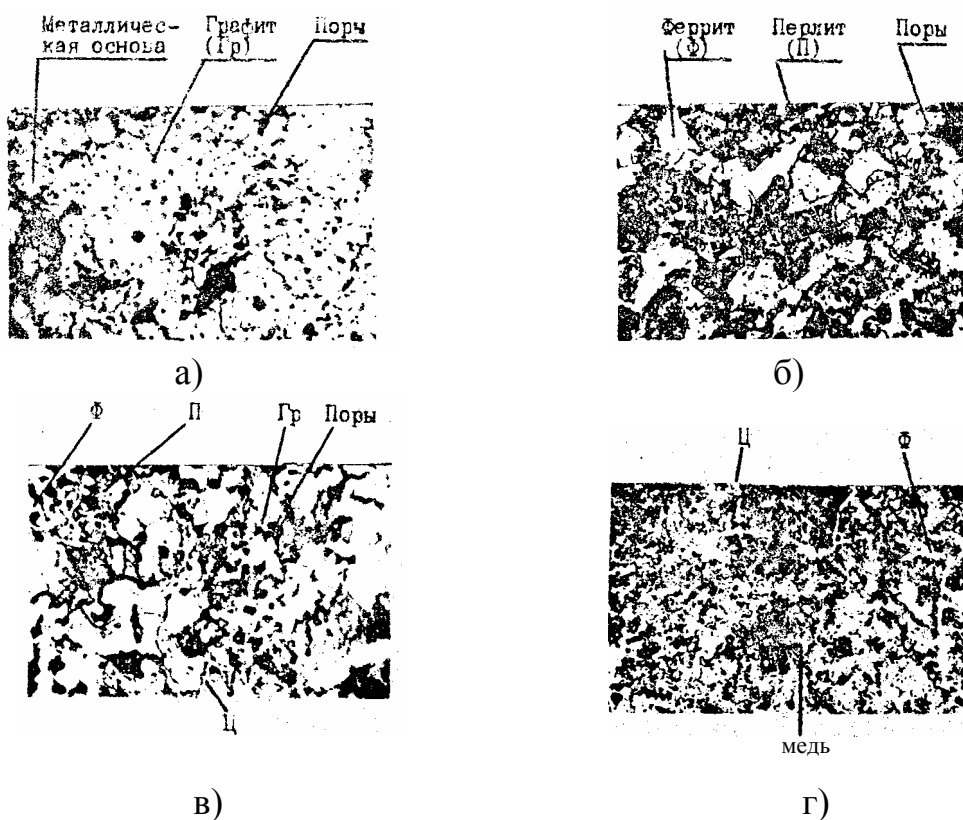 Металличес-
кая основа
Графит
(Гр)
Поры
Феррит
(Ф)
Перлит
(П)
Поры
а)
б)
Ф
П
Гр
Поры
Ц
Ц
Ф
медь
в)
г)